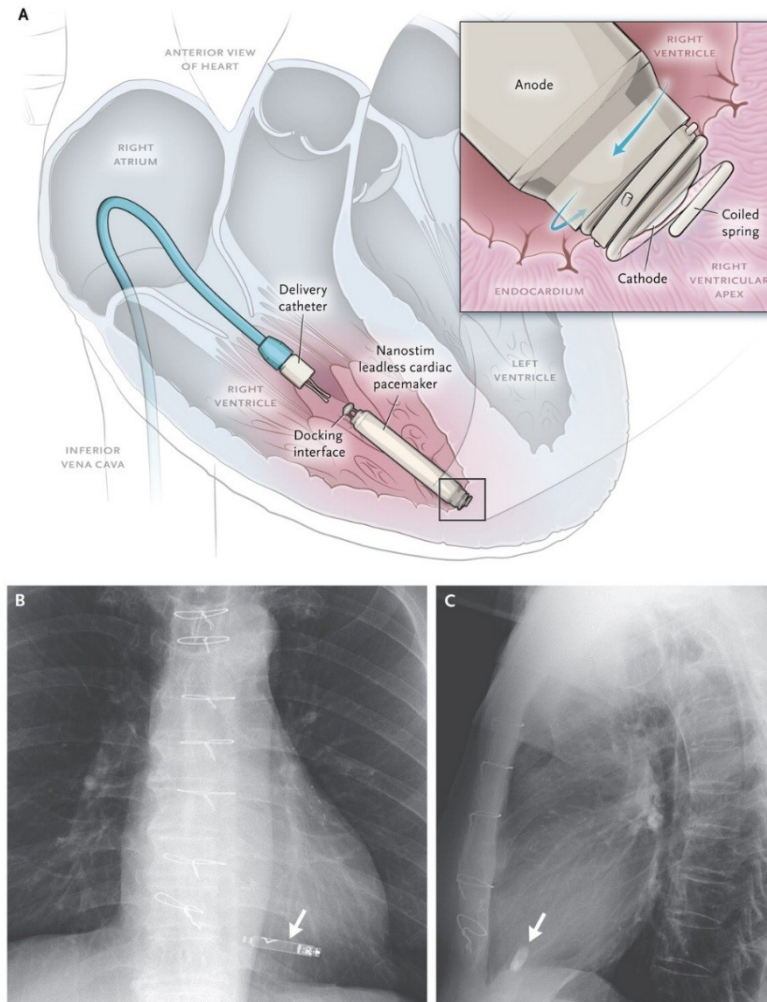 A
ANTERIOR VIEW
OF HEART
RIGHT
ATRIUM
RIGHT
VENTRICLE
Anode
Coiled
spring
Cathode
ENDOCARDIUM
RIGHT
VENTRICULAR
APEX
Delivery
catheter
Nanostim
leadless cardiac
pacemaker
LEFT
VENTRICLE
RIGHT
VENTRICLE
Docking
interface
INFERIOR
VENA CAVA
B
C